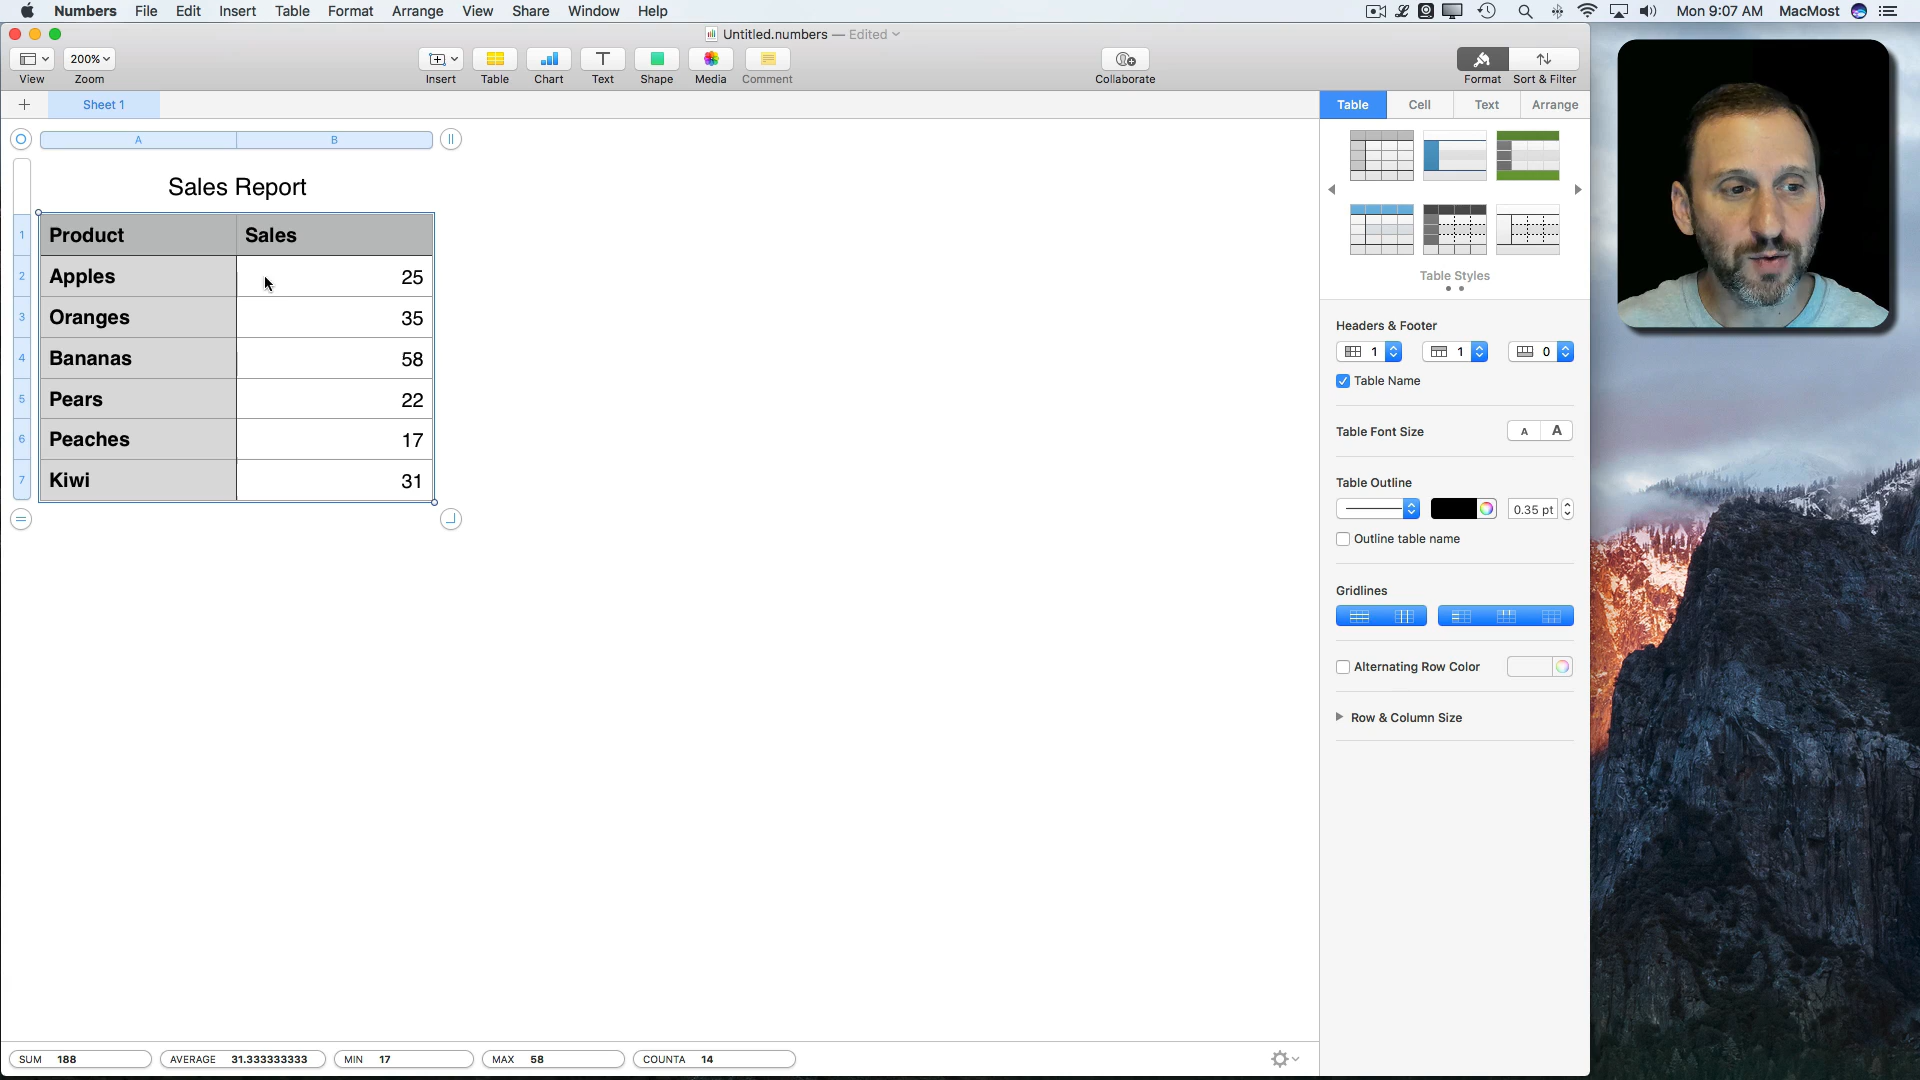 Numbers File Edit Insert Table Format Arrange View Share Window Help Mon 9:07 AM MacMost
Untitled.numbers — Edited
200%
View Zoom Insert Table Chart Text Shape Media Comment Collaborate Format Sort & Filter
Sheet 1
Table Cell Text Arrange
A B
Sales Report
1 Product Sales
2 Apples 25
3 Oranges 35
4 Bananas 58
5 Pears 22
6 Peaches 17
7 Kiwi 31
Table Styles
Headers & Footer
1 1 0
Table Name
Table Font Size A A
Table Outline
0.35 pt
Outline table name
Gridlines
Alternating Row Color
Row & Column Size
SUM 188 AVERAGE 31.333333333 MIN 17 MAX 58 COUNTA 14